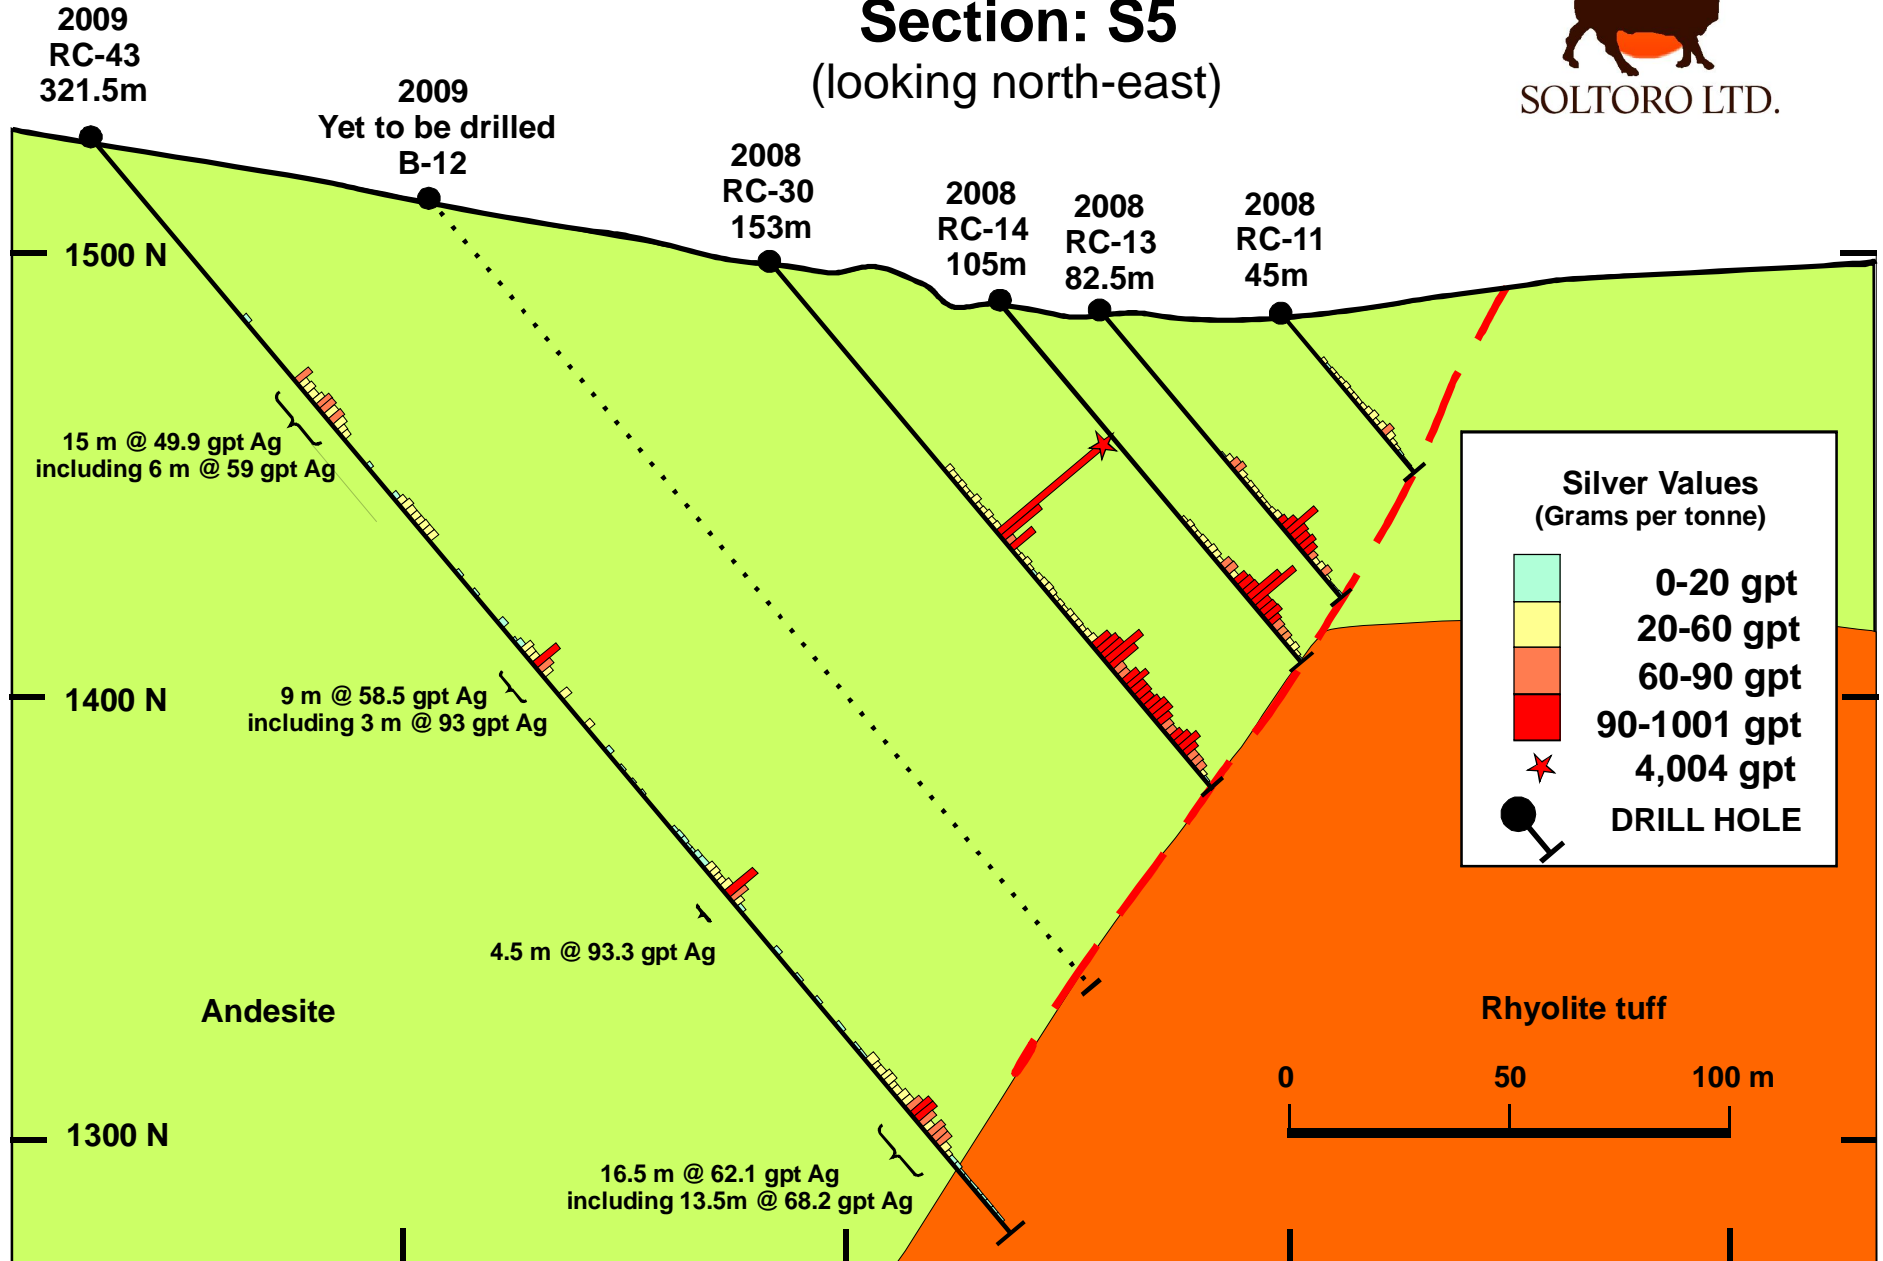 Section: S5
(looking north-east)
SOLTORO LTD.
2009
RC-43
321.5m
2009
Yet to be drilled
B-12
2008
RC-30
153m
2008
RC-14
105m
2008
RC-13
82.5m
2008
RC-11
45m
1500 N
15 m @ 49.9 gpt Ag
including 6 m @ 59 gpt Ag
1400 N
9 m @ 58.5 gpt Ag
including 3 m @ 93 gpt Ag
4.5 m @ 93.3 gpt Ag
Andesite
1300 N
16.5 m @ 62.1 gpt Ag
including 13.5m @ 68.2 gpt Ag
Silver Values
(Grams per tonne)
0-20 gpt
20-60 gpt
60-90 gpt
90-1001 gpt
4,004 gpt
DRILL HOLE
Rhyolite tuff
0 50 100 m